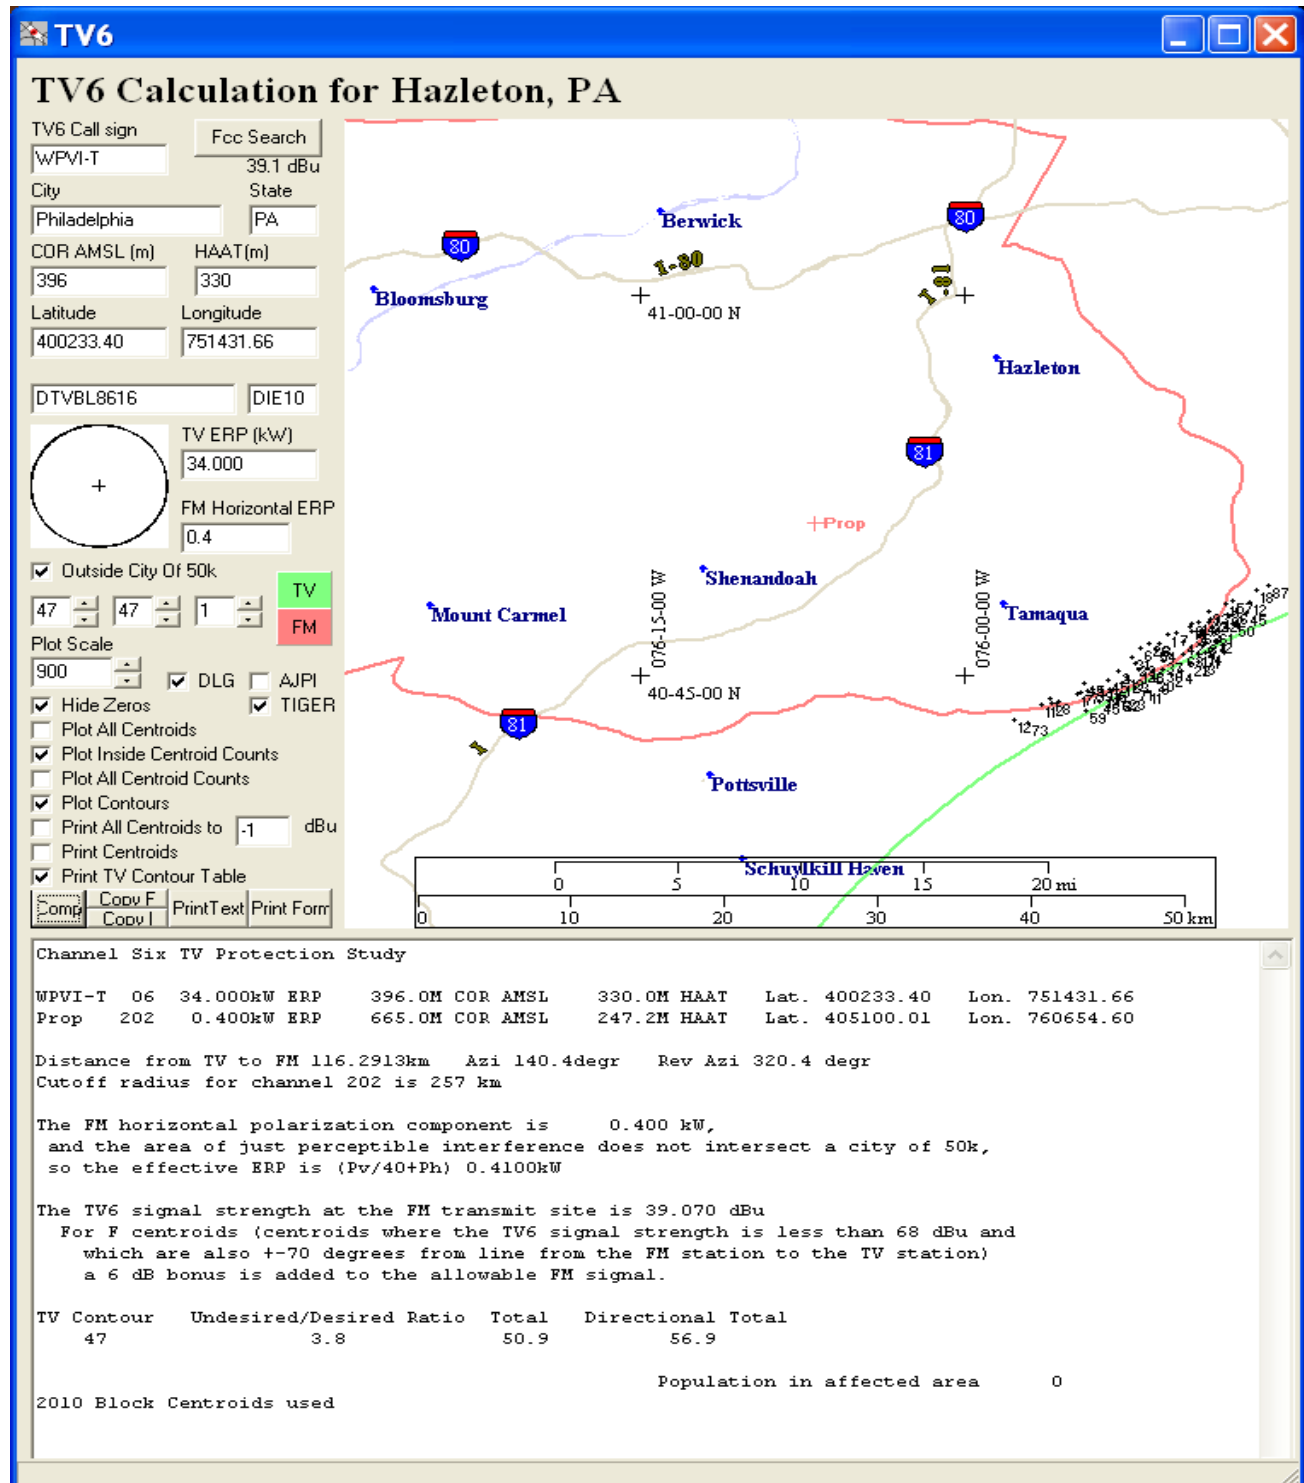 TV6
TV6 Calculation for Hazleton, PA
TV6 Call sign
Fcc Search
WPVI-T
39.1 dBu
City State
Philadelphia PA
COR AMSL (m) HAAT(m)
396 330
Latitude Longitude
400233.40 751431.66
DTVBL8616 DIE10
TV ERP (kW)
34.000
FM Horizontal ERP
0.4
Outside City Of 50k
TV
47 47 1
FM
Plot Scale
900
DLG AJPI
Hide Zeros TIGER
Plot All Centroids
Plot Inside Centroid Counts
Plot All Centroid Counts
Plot Contours
Print All Centroids to -1 dBu
Print Centroids
Print TV Contour Table
Comp Copy F Copy I PrintText Print Form
Berwick
80
80
I-80
I-81
Bloomsburg
41-00-00 N
Hazleton
81
Prop
Shenandoah
076-15-00 W
076-00-00 W
Mount Carmel
Tamaqua
40-45-00 N
81
Pottsville
Schuylkill Haven
0 5 10 15 20 mi
0 10 20 30 40 50 km
Channel Six TV Protection Study
WPVI-T 06 34.000kW ERP 396.0M COR AMSL 330.0M HAAT Lat. 400233.40 Lon. 751431.66
Prop 202 0.400kW ERP 665.0M COR AMSL 247.2M HAAT Lat. 405100.01 Lon. 760654.60
Distance from TV to FM 116.2913km Azi 140.4degr Rev Azi 320.4 degr
Cutoff radius for channel 202 is 257 km
The FM horizontal polarization component is 0.400 kW,
and the area of just perceptible interference does not intersect a city of 50k,
so the effective ERP is (Pv/40+Ph) 0.4100kW
The TV6 signal strength at the FM transmit site is 39.070 dBu
For F centroids (centroids where the TV6 signal strength is less than 68 dBu and
which are also +-70 degrees from line from the FM station to the TV station)
a 6 dB bonus is added to the allowable FM signal.
TV Contour Undesired/Desired Ratio Total Directional Total
47 3.8 50.9 56.9
Population in affected area 0
2010 Block Centroids used